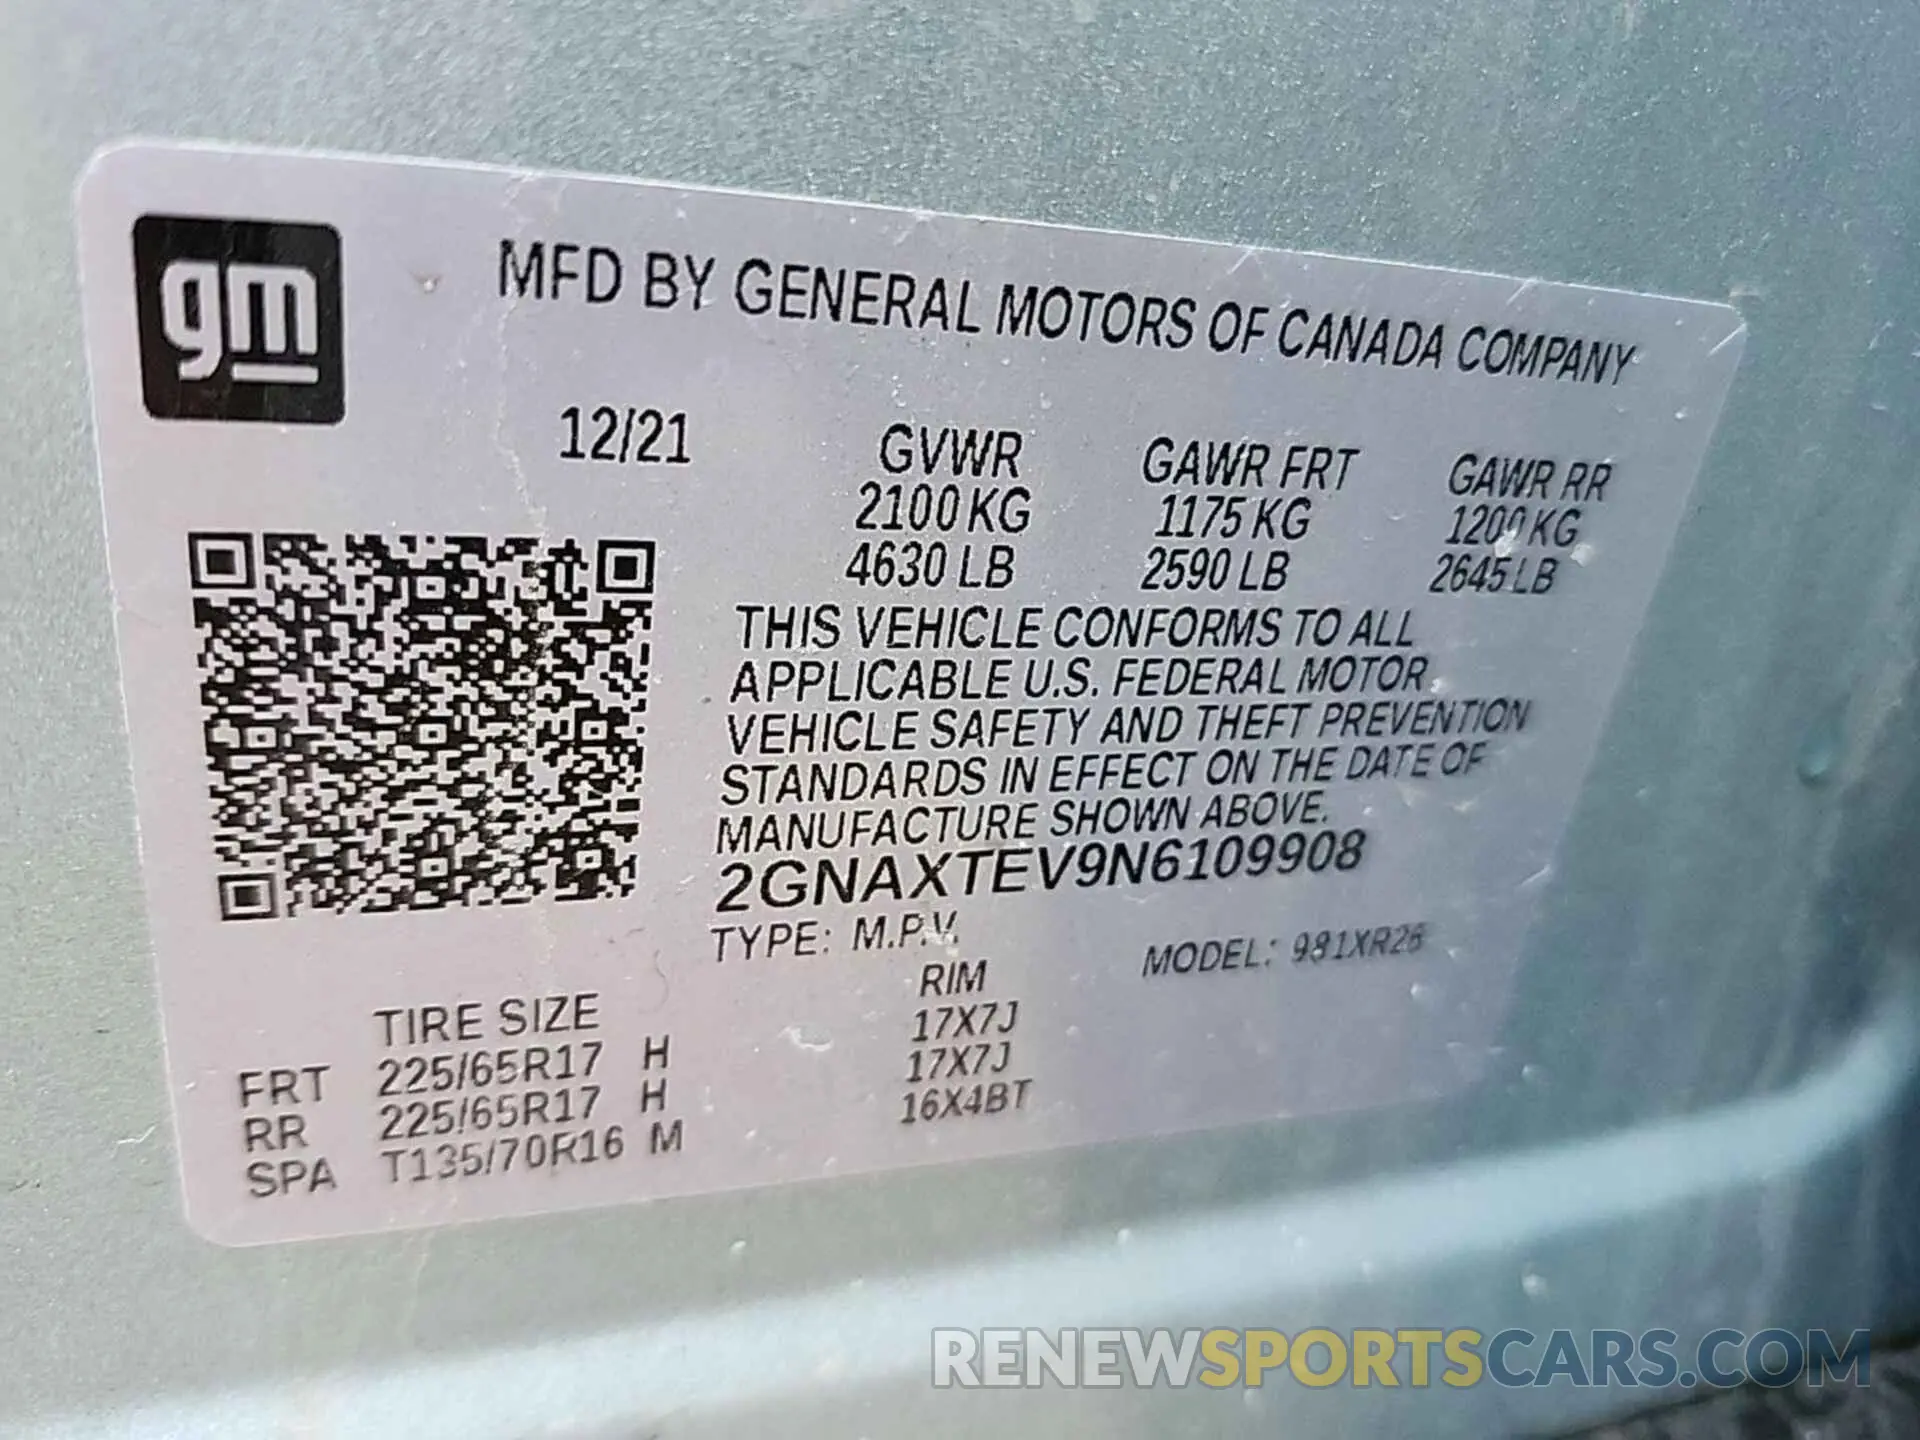 gm
MFD BY GENERAL MOTORS OF CANADA COMPANY
12/21
GVWR GAWR FRT GAWR RR
2100 KG 1175 KG 1200 KG
4630 LB 2590 LB 2645 LB
THIS VEHICLE CONFORMS TO ALL
APPLICABLE U.S. FEDERAL MOTOR
VEHICLE SAFETY AND THEFT PREVENTION
STANDARDS IN EFFECT ON THE DATE OF
MANUFACTURE SHOWN ABOVE.
2GNAXTEV9N6109908
TYPE: M.P.V. MODEL: 981XR26
TIRE SIZE RIM
FRT 225/65R17 H 17X7J
RR 225/65R17 H 17X7J
SPA T135/70R16 M 16X4BT
RENEWSPORTSCARS.COM